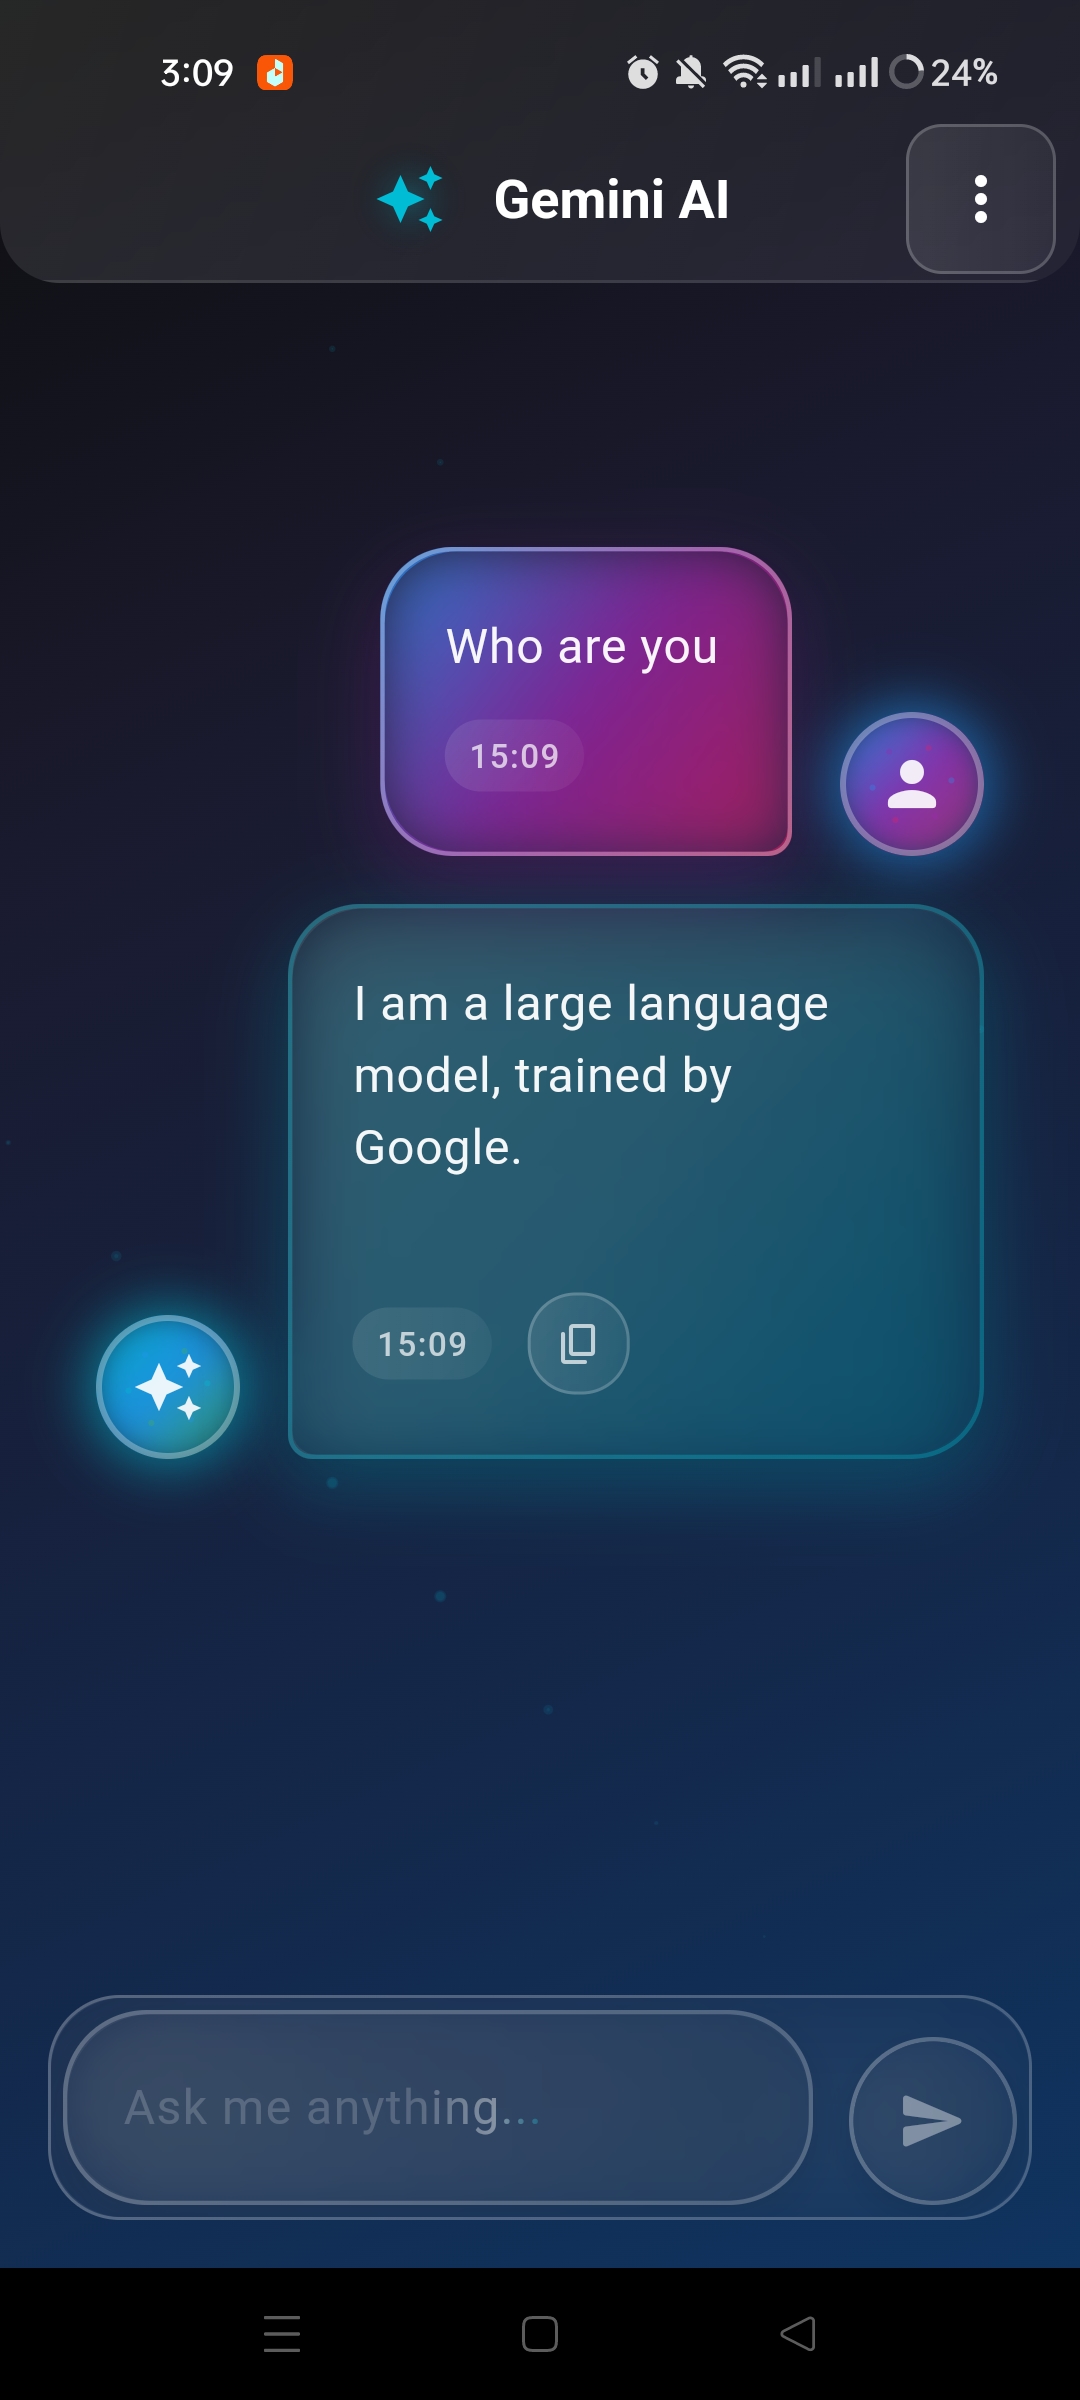 3:09
24%
Gemini AI
Who are you
15:09
I am a large language
model, trained by
Google.
15:09
Ask me anything...